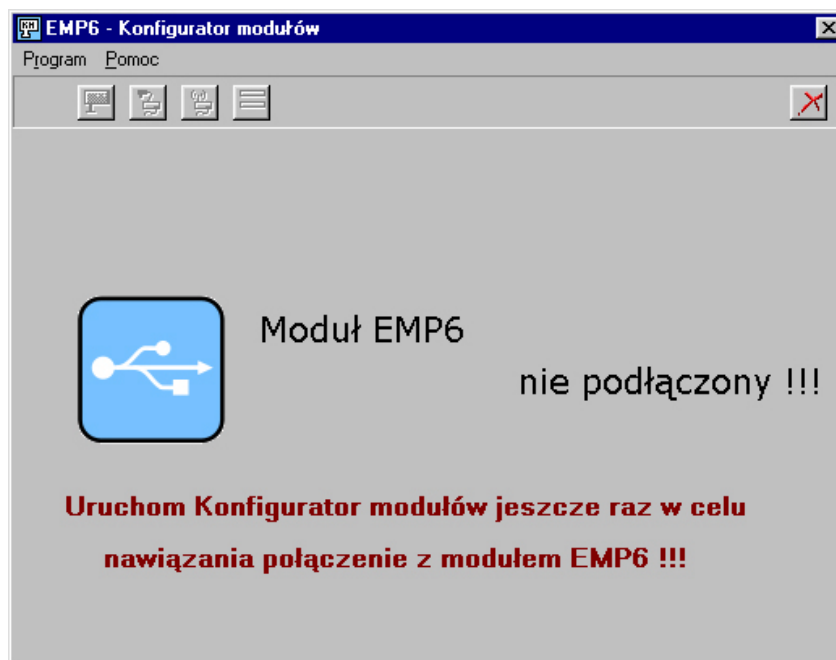 EMP6 - Konfigurator modułów
Program Pomoc
Moduł EMP6
nie podłączony !!!
Uruchom Konfigurator modułów jeszcze raz w celu
nawiązania połączenie z modułem EMP6 !!!